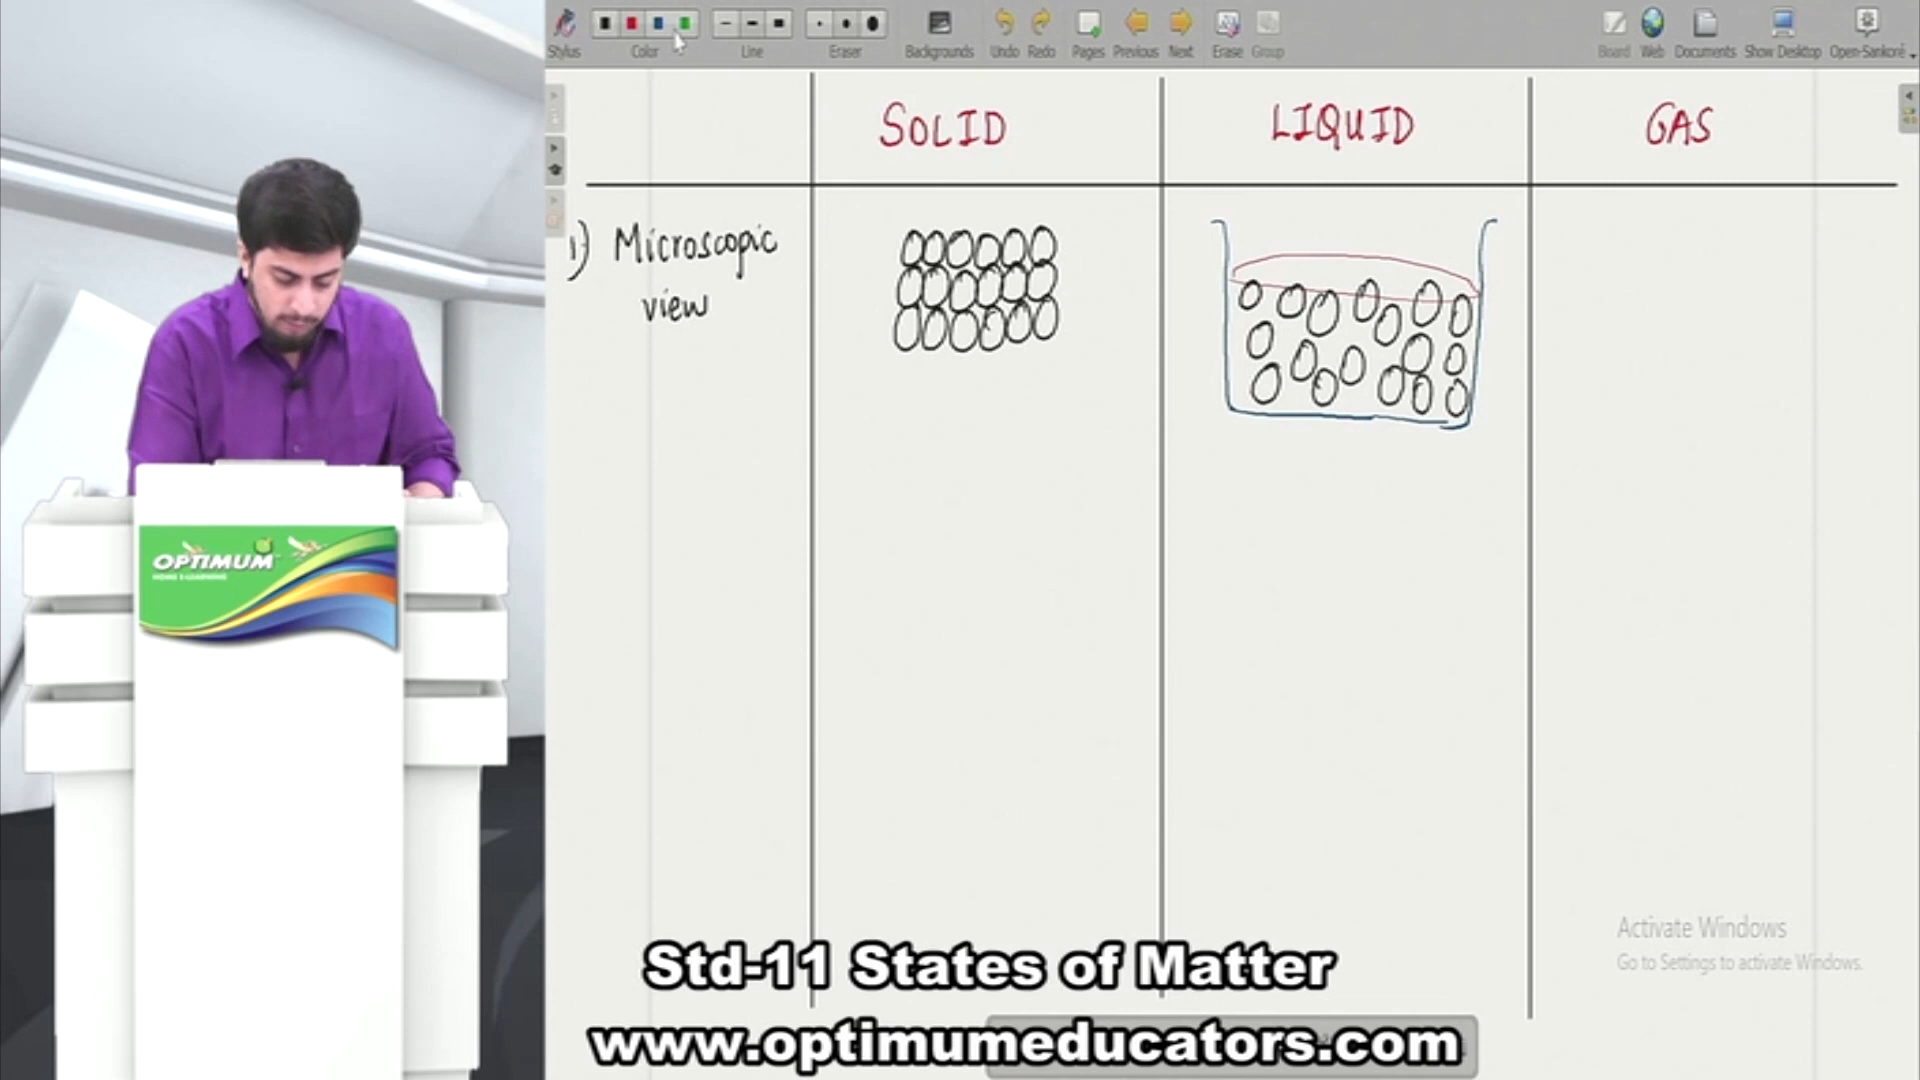 Stylus Color Line Eraser Backgrounds Undo Redo Pages Previous Next Erase Group Board Web Documents Show Desktop Open-Sankoré
SOLID LIQUID GAS
1) Microscopic
view
OPTIMUM
HOME E-LEARNING
Activate Windows
Go to Settings to activate Windows.
Std-11 States of Matter
www.optimumeducators.com